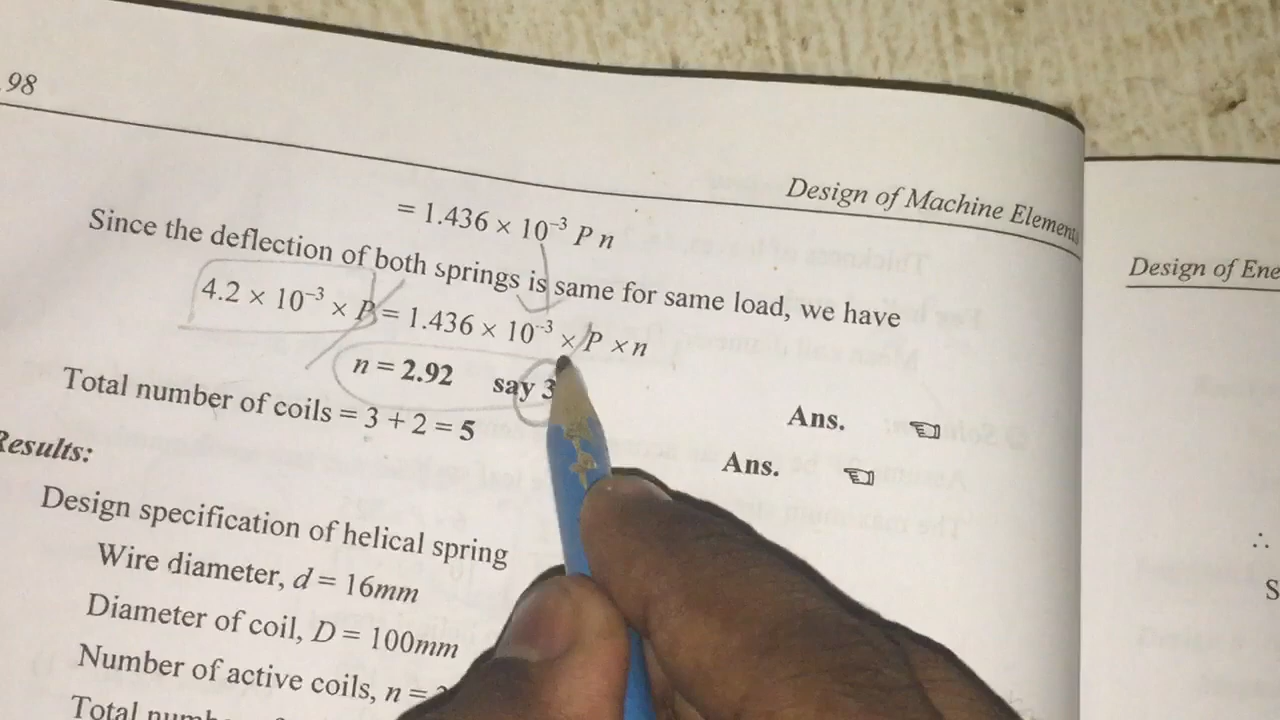 98
Design of Machine Elements
= 1.436 × 10⁻³ P n
Since the deflection of both springs is same for same load, we have
4.2 × 10⁻³ × P = 1.436 × 10⁻³ × P × n
n = 2.92 say 3 Ans.
Total number of coils = 3 + 2 = 5 Ans.
Results:
Design specification of helical spring
Wire diameter, d = 16mm
Diameter of coil, D = 100mm
Number of active coils, n =
Total
Design of Ene
∴
S